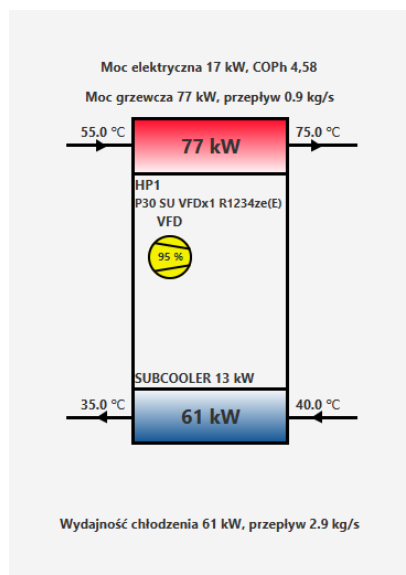 Moc elektryczna 17 kW, COPh 4,58
Moc grzewcza 77 kW, przepływ 0.9 kg/s
55.0 °C
75.0 °C
77 kW
HP1
P30 SU VFDx1 R1234ze(E)
VFD
95 %
SUBCOOLER 13 kW
35.0 °C
40.0 °C
61 kW
Wydajność chłodzenia 61 kW, przepływ 2.9 kg/s